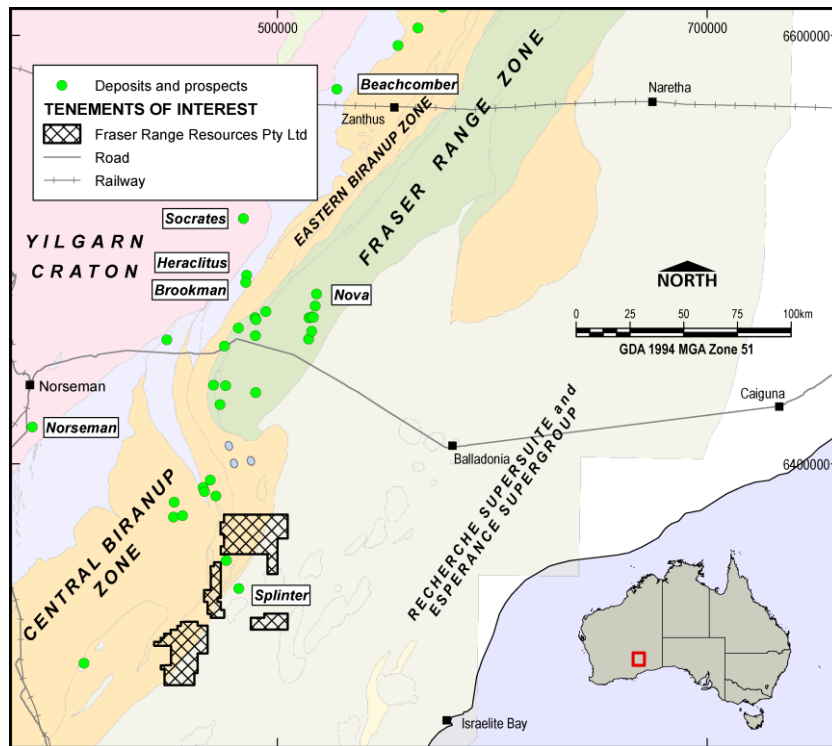 500000
700000
6600000
Deposits and prospects
TENEMENTS OF INTEREST
Fraser Range Resources Pty Ltd
Road
Railway
Beachcomber
Zanthus
Naretha
EASTERN BIRANUP ZONE
FRASER RANGE ZONE
Socrates
YILGARN
CRATON
Heraclitus
Brookman
Nova
NORTH
0 25 50 75 100km
GDA 1994 MGA Zone 51
Norseman
Norseman
Caiguna
Balladonia
6400000
RECHERCHE SUPERSUITE and
ESPERANCE SUPERGROUP
CENTRAL BIRANUP
ZONE
Splinter
Israelite Bay